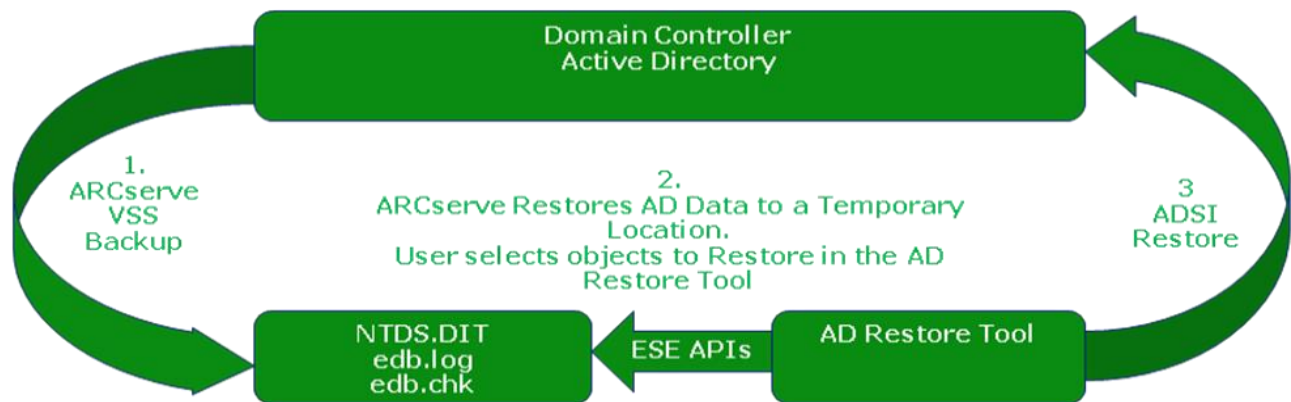 Domain Controller
Active Directory
1.
ARCserve
VSS
Backup
2.
ARCserve Restores AD Data to a Temporary
Location.
User selects objects to Restore in the AD
Restore Tool
3
ADSI
Restore
NTDS.DIT
edb.log
edb.chk
ESE APIs
AD Restore Tool